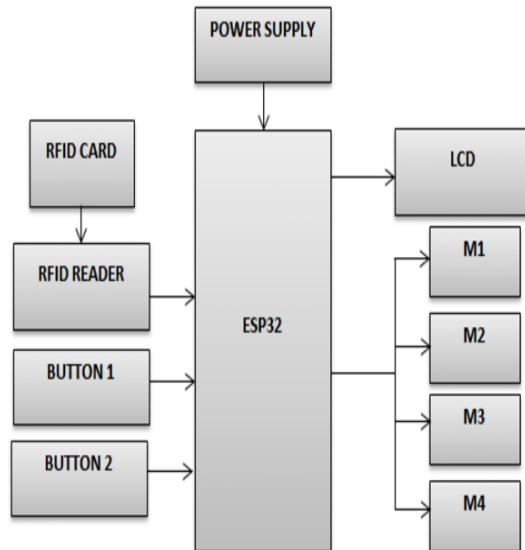 POWER SUPPLY
RFID CARD
LCD
RFID READER
M1
ESP32
M2
BUTTON 1
M3
BUTTON 2
M4